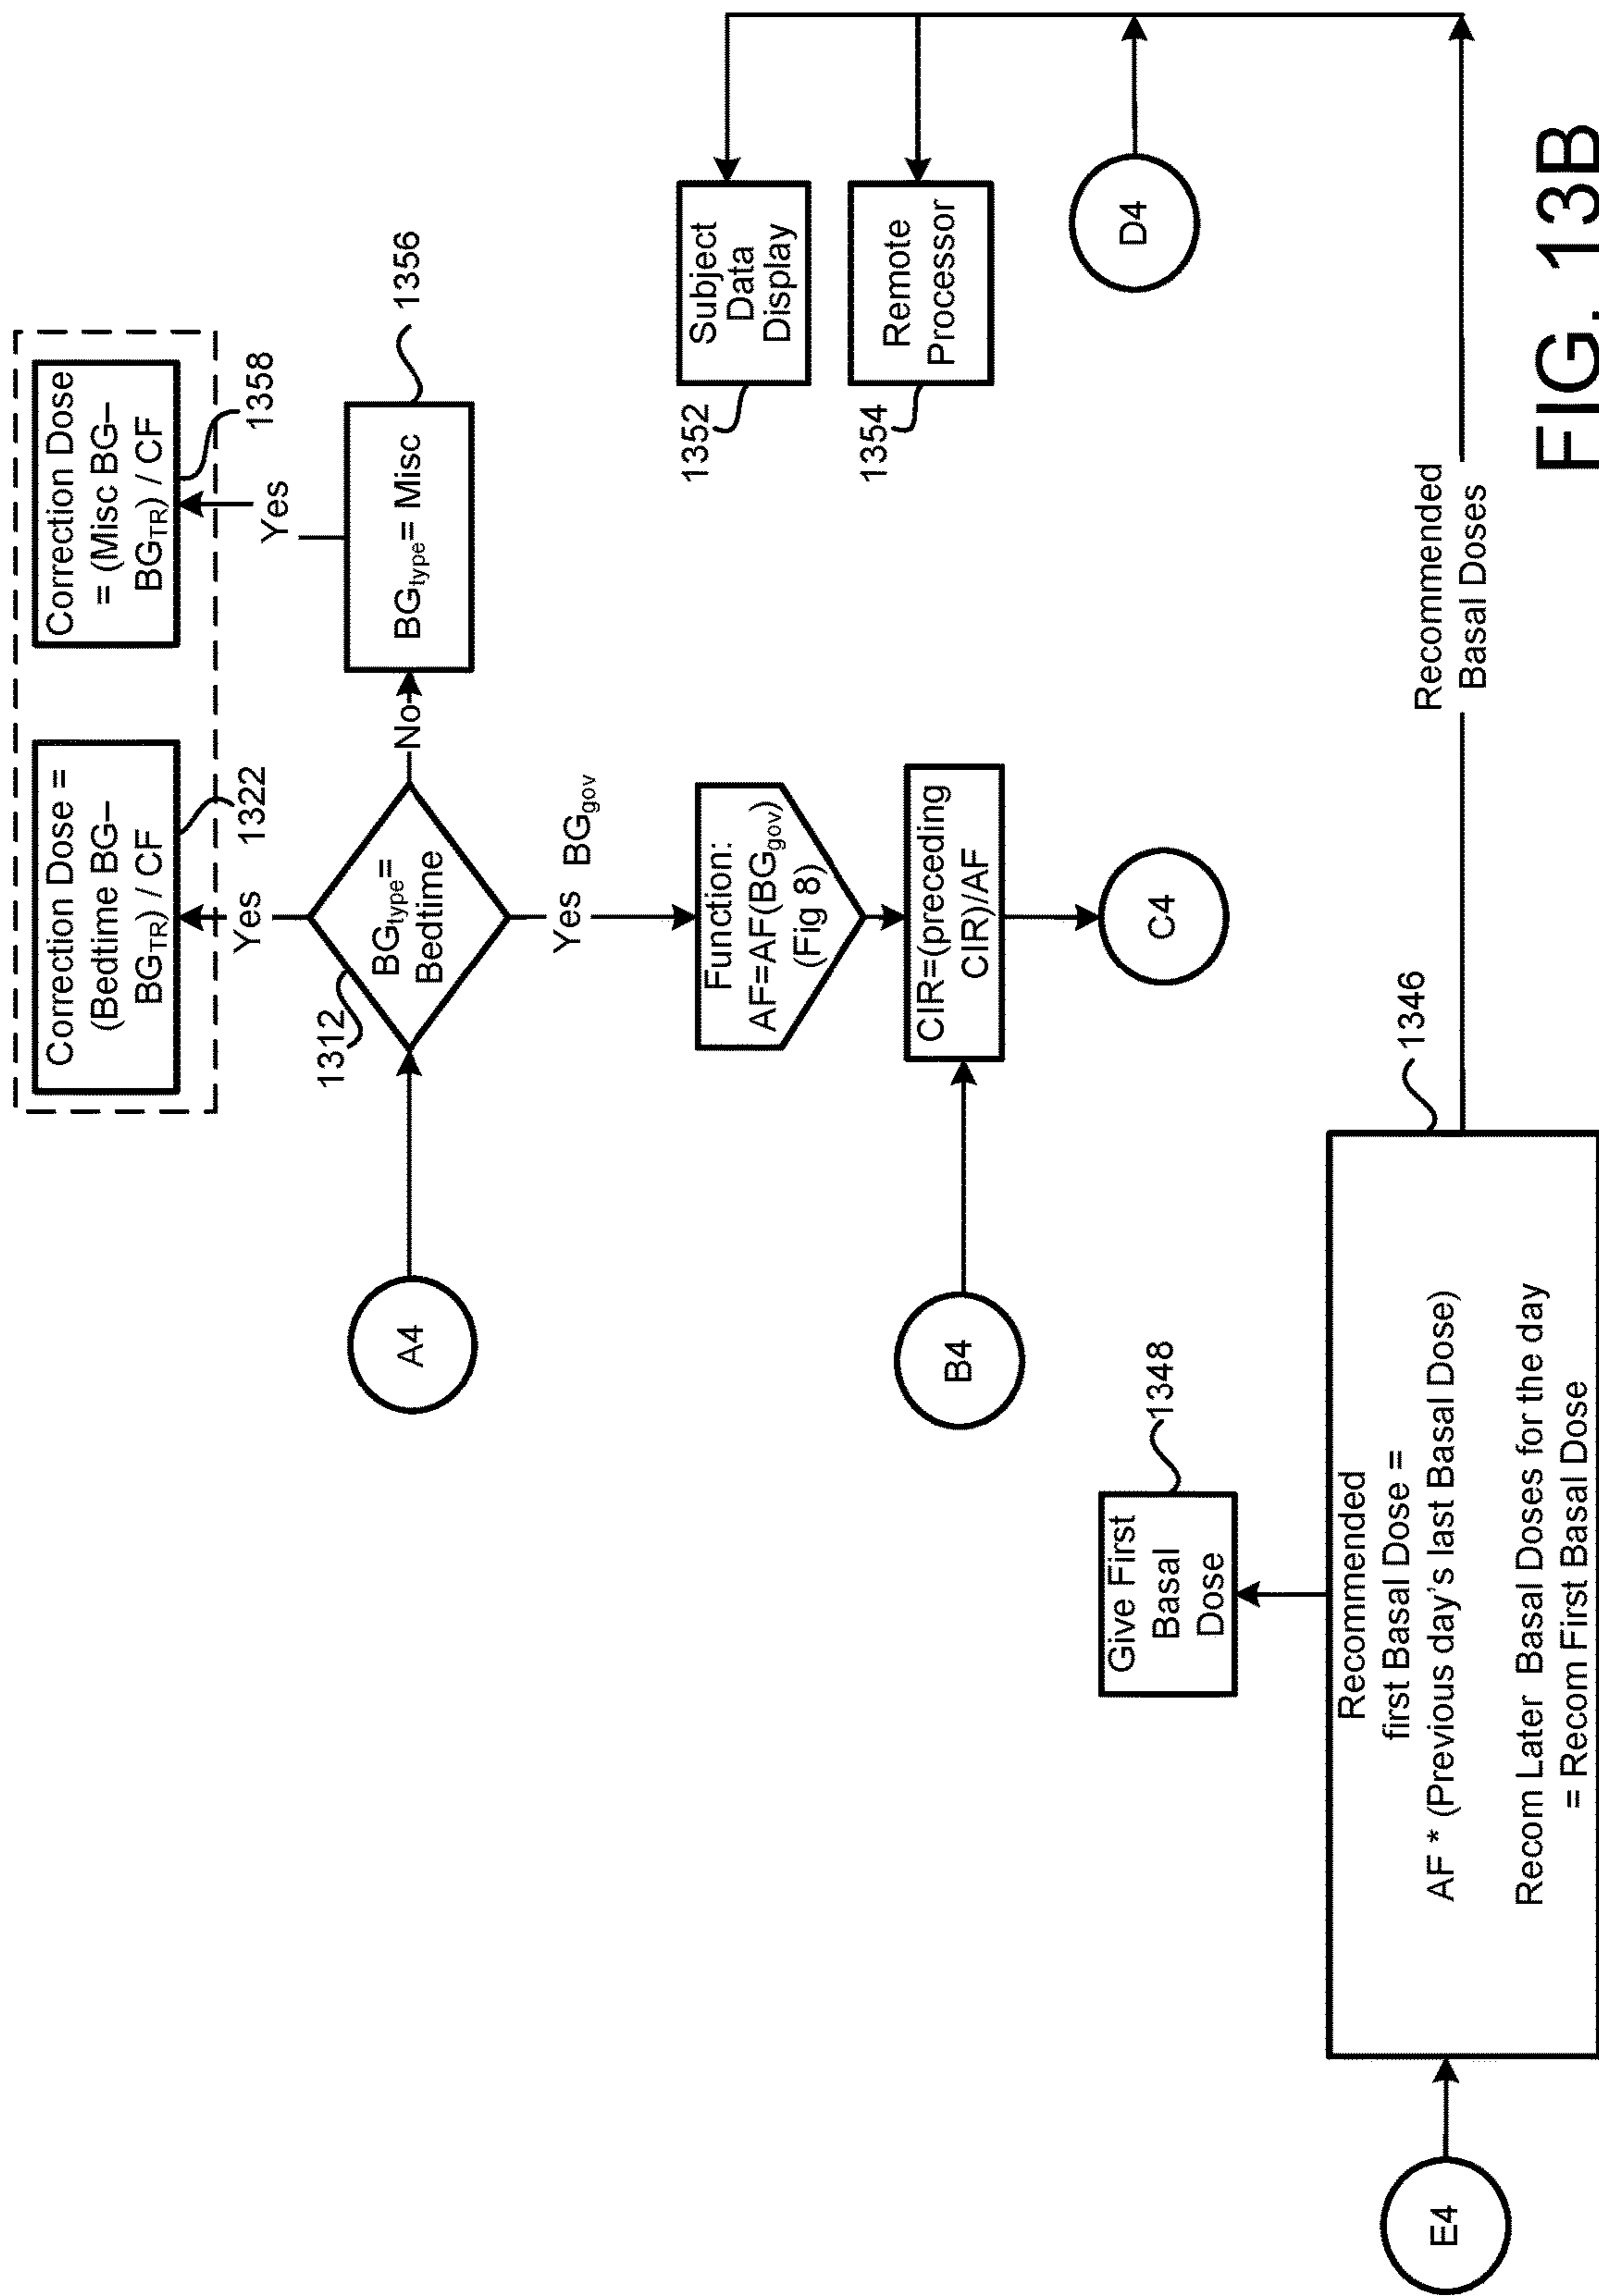 Correction Dose =
(Bedtime BG–
BGTR) / CF
1322
Correction Dose
= (Misc BG–
BGTR) / CF
1358
Yes
Yes
A4
1312
BGtype=
Bedtime
No
BGtype= Misc
1356
Yes BGgov
Function:
AF=AF(BGgov)
(Fig 8)
B4
CIR=(preceding
CIR)/AF
C4
Subject
Data
Display
1352
Remote
Processor
1354
D4
Give First
Basal
Dose
1348
E4
Recommended
first Basal Dose =
AF * (Previous day's last Basal Dose)
Recom Later Basal Doses for the day
= Recom First Basal Dose
1346
Recommended
Basal Doses
FIG. 13B